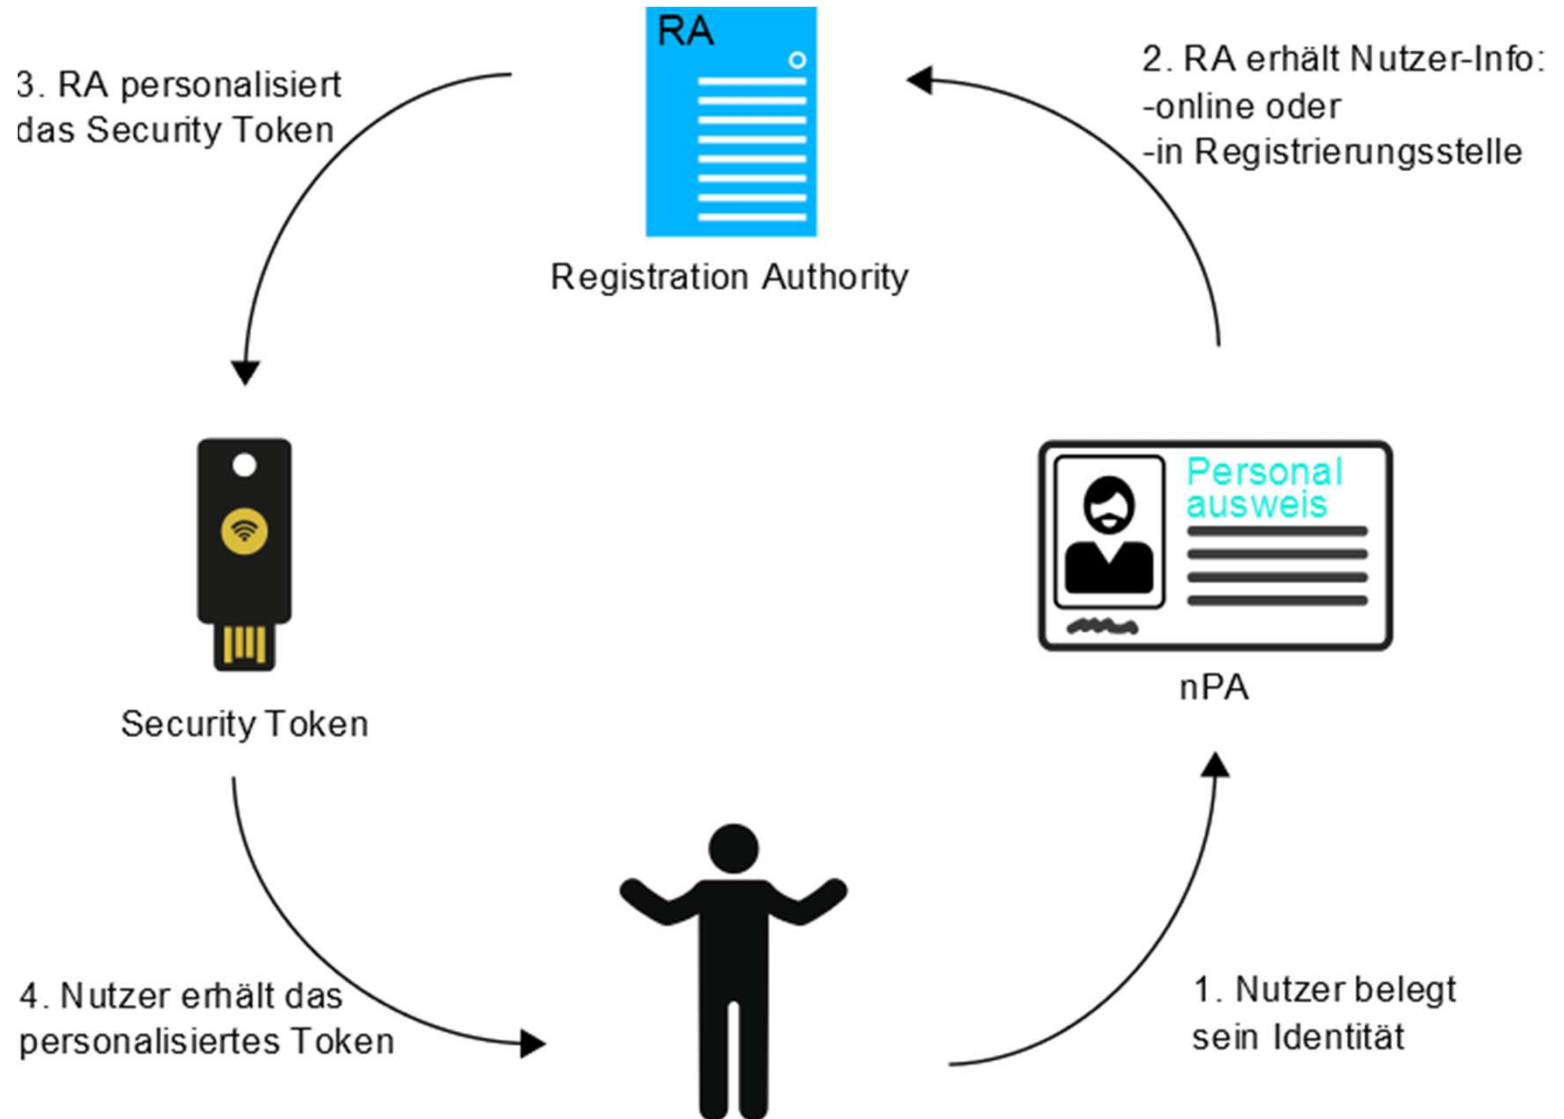 RA
Registration Authority
2. RA erhält Nutzer-Info:
-online oder
-in Registrierungsstelle
3. RA personalisiert
das Security Token
Security Token
Personal
ausweis
nPA
4. Nutzer erhält das
personalisiertes Token
1. Nutzer belegt
sein Identität